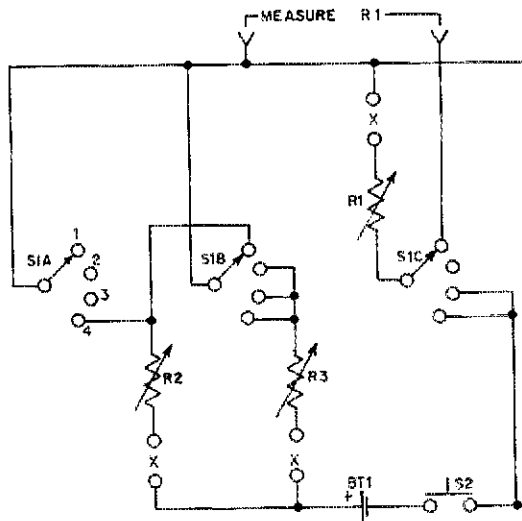 MEASURE R1
X
R1
1
S1A
2
3
4
S1B
S1C
R2
R3
X
X
BT1
+
S2